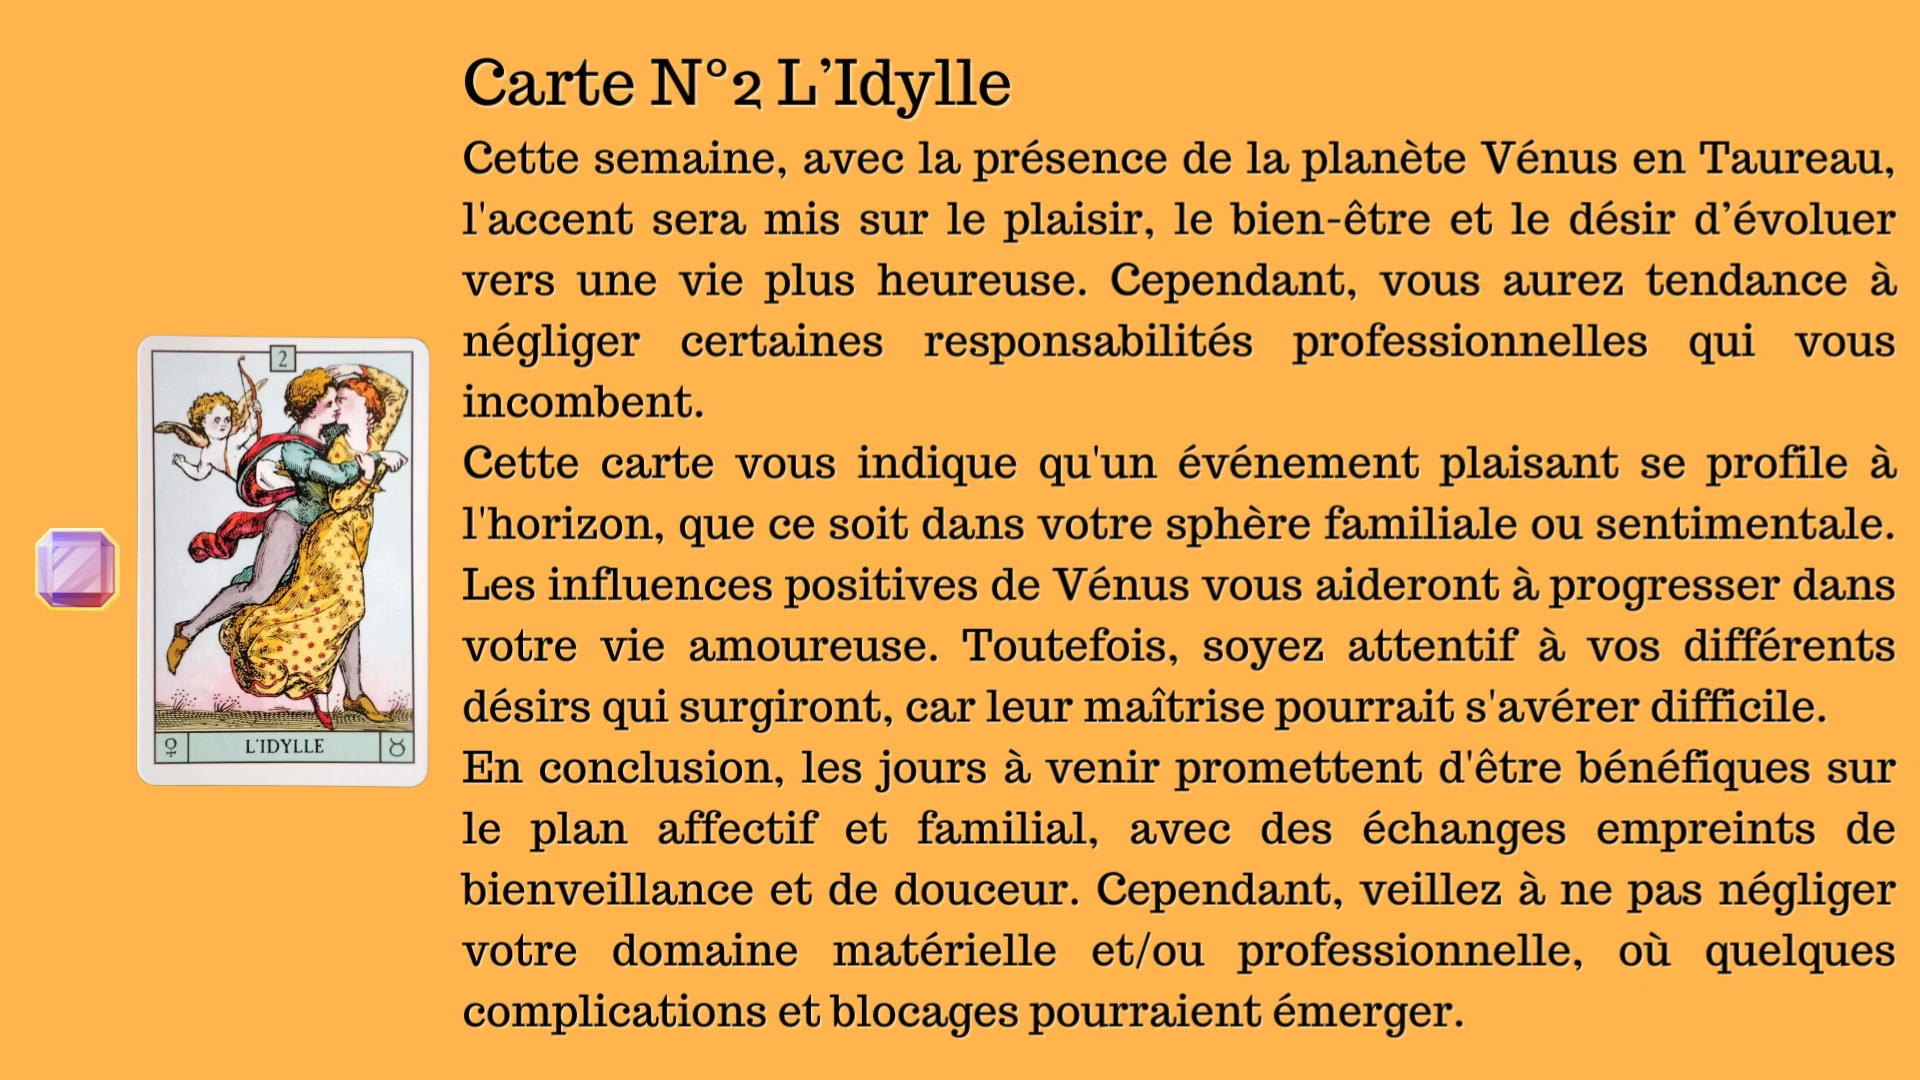 Carte N°2 L’Idylle
Cette semaine, avec la présence de la planète Vénus en Taureau,
l'accent sera mis sur le plaisir, le bien-être et le désir d’évoluer
vers une vie plus heureuse. Cependant, vous aurez tendance à
négliger certaines responsabilités professionnelles qui vous
incombent.
Cette carte vous indique qu'un événement plaisant se profile à
l'horizon, que ce soit dans votre sphère familiale ou sentimentale.
Les influences positives de Vénus vous aideront à progresser dans
votre vie amoureuse. Toutefois, soyez attentif à vos différents
désirs qui surgiront, car leur maîtrise pourrait s'avérer difficile.
En conclusion, les jours à venir promettent d'être bénéfiques sur
le plan affectif et familial, avec des échanges empreints de
bienveillance et de douceur. Cependant, veillez à ne pas négliger
votre domaine matérielle et/ou professionnelle, où quelques
complications et blocages pourraient émerger.
2
♀ L'IDYLLE ♉